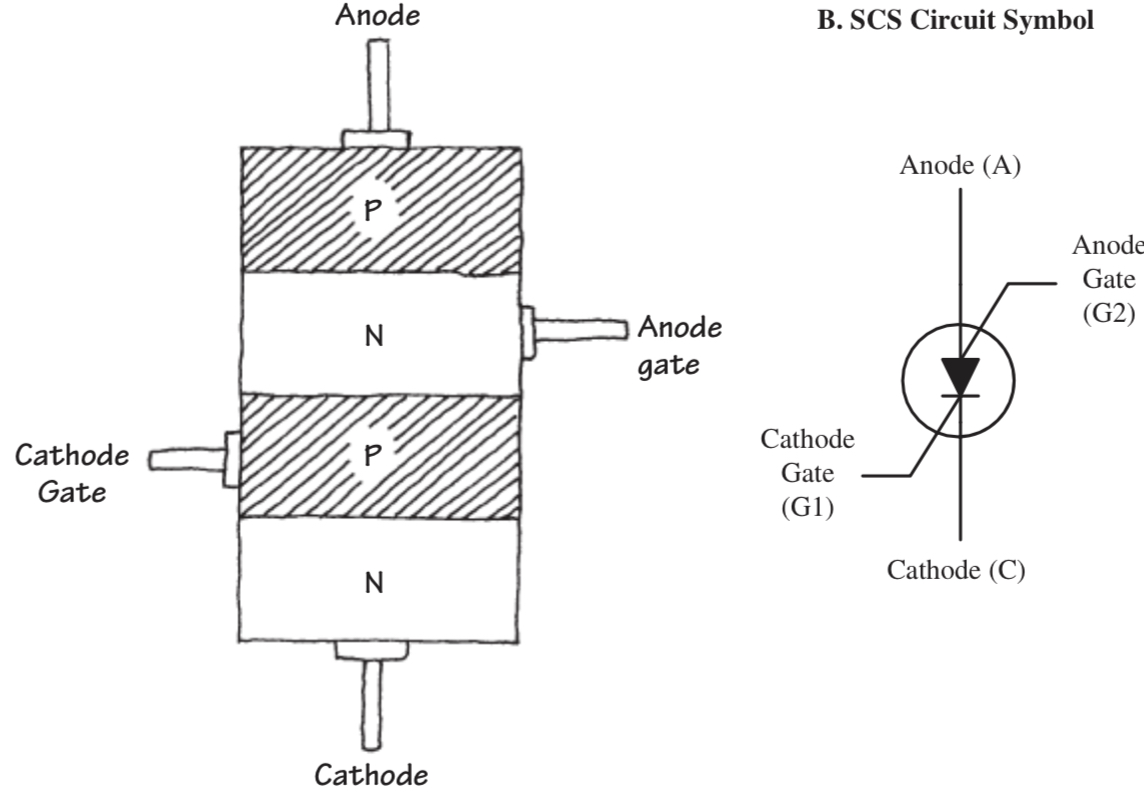 Anode
P
N
Anode
gate
P
Cathode
Gate
N
Cathode
B. SCS Circuit Symbol
Anode (A)
Anode
Gate
(G2)
Cathode
Gate
(G1)
Cathode (C)